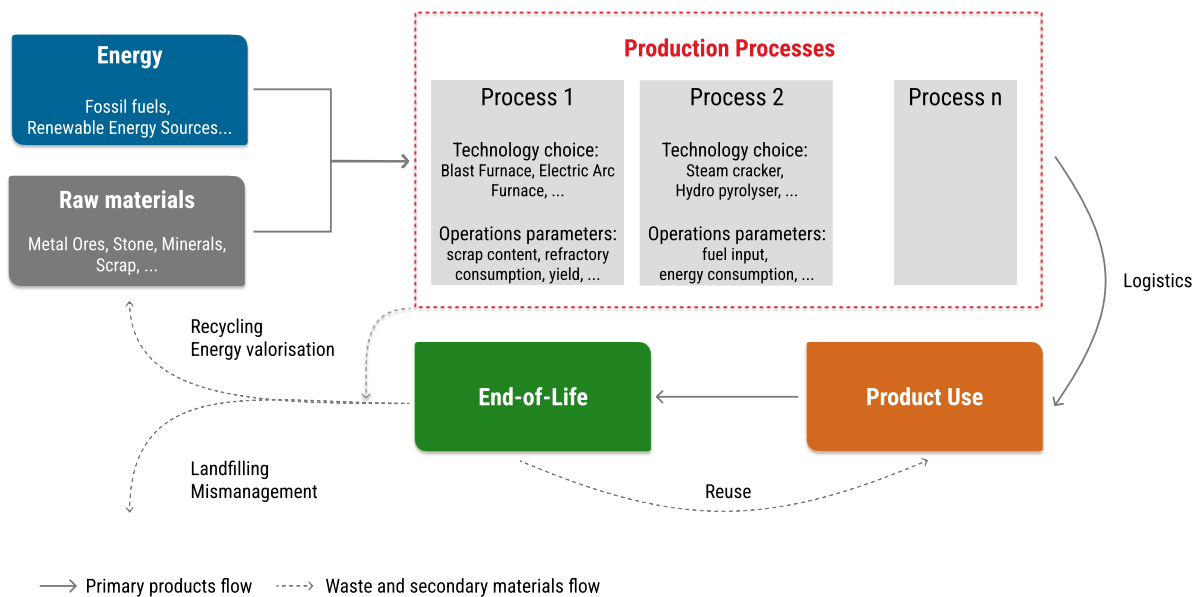 Energy
Fossil fuels,
Renewable Energy Sources...
Raw materials
Metal Ores, Stone, Minerals,
Scrap, ...
Production Processes
Process 1
Technology choice:
Blast Furnace, Electric Arc
Furnace, ...
Operations parameters:
scrap content, refractory
consumption, yield, ...
Process 2
Technology choice:
Steam cracker,
Hydro pyrolyser, ...
Operations parameters:
fuel input,
energy consumption, ...
Process n
Logistics
Recycling
Energy valorisation
End-of-Life
Product Use
Landfilling
Mismanagement
Reuse
Primary products flow
Waste and secondary materials flow